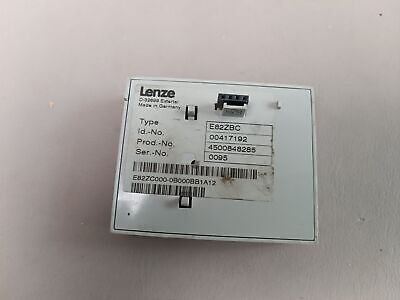 Lenze
D-32699 Extertal
Made in Germany
Type E82ZBC
Id.-No. 00417192
Prod.-No. 4500848285
Ser.-No. 0095
E82ZC000-0B000BB1A12